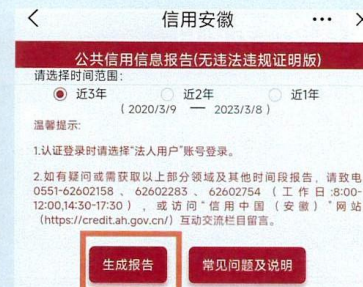 信用安徽
公共信用信息报告(无违法违规证明版)
请选择时间范围:
近3年 近2年 近1年
(2020/3/9 — 2023/3/8)
温馨提示:
1.认证登录时请选择“法人用户”账号登录。
2.如有疑问或需获取以上部分领域及其他时间段报告,请致电
0551-62602158、62602283、62602754(工作日:8:00-
12:00,14:30-17:30),或访问“信用中国(安徽)”网站
(https://credit.ah.gov.cn/)互动交流栏目留言。
生成报告 常见问题及说明